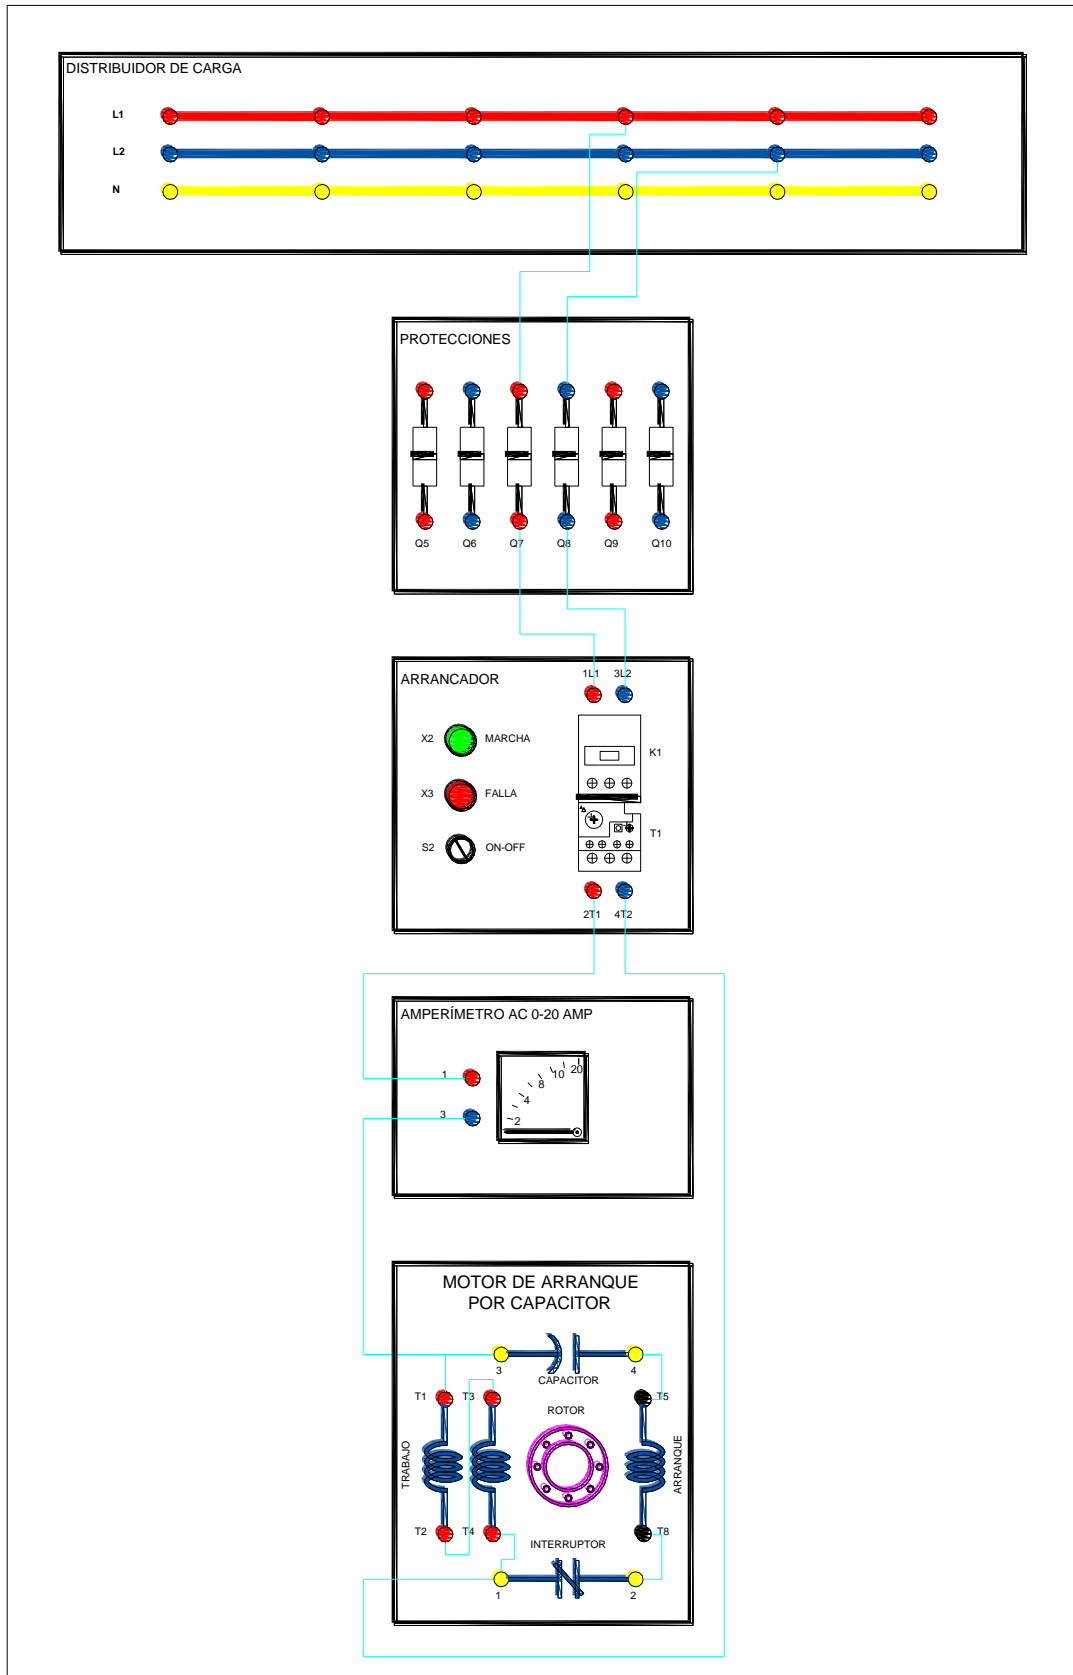 DISTRIBUIDOR DE CARGA
L1
L2
N
PROTECCIONES
Q5 Q6 Q7 Q8 Q9 Q10
ARRANCADOR
1L1 3L2
X2 MARCHA
K1
X3 FALLA
T1
S2 ON-OFF
2T1 4T2
AMPERÍMETRO AC 0-20 AMP
1
3
2 4 8 10 20
MOTOR DE ARRANQUE
POR CAPACITOR
3 4
CAPACITOR
T1 T3 T5
ROTOR
TRABAJO
ARRANQUE
T2 T4 T8
INTERRUPTOR
1 2